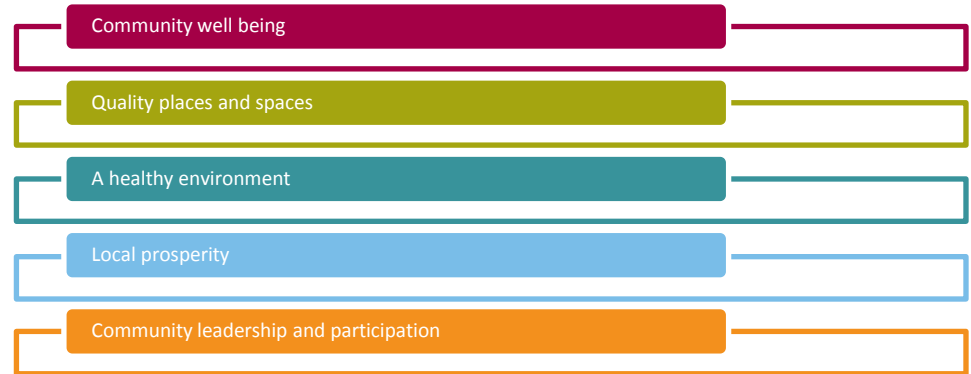 Community well being
Quality places and spaces
A healthy environment
Local prosperity
Community leadership and participation